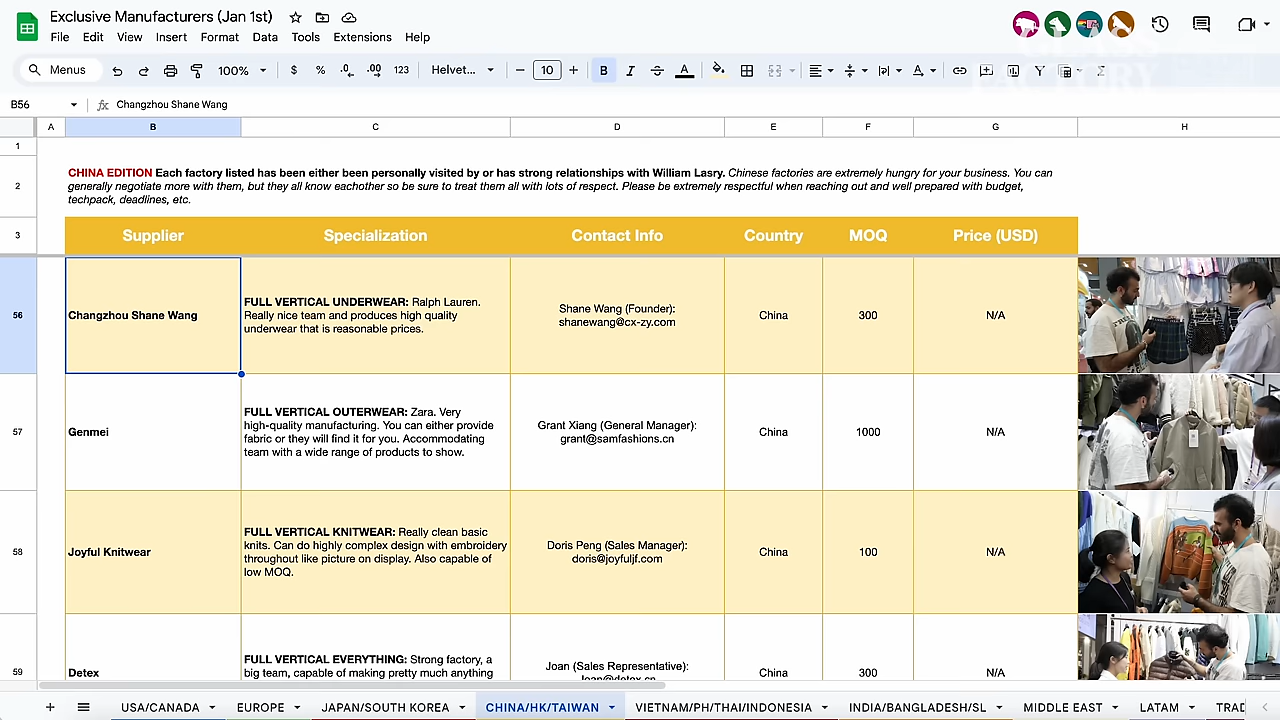 Exclusive Manufacturers (Jan 1st)
File Edit View Insert Format Data Tools Extensions Help
Menus 100% $ % .0 .00 123 Helvet... 10 B I S A
B56 fx Changzhou Shane Wang
A B C D E F G H
1
2
CHINA EDITION Each factory listed has been either been personally visited by or has strong relationships with William Lasry. Chinese factories are extremely hungry for your business. You can
generally negotiate more with them, but they all know eachother so be sure to treat them all with lots of respect. Please be extremely respectful when reaching out and well prepared with budget,
techpack, deadlines, etc.
3 Supplier Specialization Contact Info Country MOQ Price (USD)
56 Changzhou Shane Wang
FULL VERTICAL UNDERWEAR: Ralph Lauren.
Really nice team and produces high quality
underwear that is reasonable prices.
Shane Wang (Founder):
shanewang@cx-zy.com
China 300 N/A
57 Genmei
FULL VERTICAL OUTERWEAR: Zara. Very
high-quality manufacturing. You can either provide
fabric or they will find it for you. Accommodating
team with a wide range of products to show.
Grant Xiang (General Manager):
grant@samfashions.cn
China 1000 N/A
58 Joyful Knitwear
FULL VERTICAL KNITWEAR: Really clean basic
knits. Can do highly complex design with embroidery
throughout like picture on display. Also capable of
low MOQ.
Doris Peng (Sales Manager):
doris@joyfuljf.com
China 100 N/A
59 Detex
FULL VERTICAL EVERYTHING: Strong factory, a
big team, capable of making pretty much anything
Joan (Sales Representative):
Joan@detex.cn
China 300 N/A
USA/CANADA EUROPE JAPAN/SOUTH KOREA CHINA/HK/TAIWAN VIETNAM/PH/THAI/INDONESIA INDIA/BANGLADESH/SL MIDDLE EAST LATAM TRAD